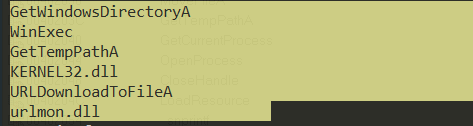 GetWindowsDirectoryA
WinExec
GetTempPathA
KERNEL32.dll
URLDownloadToFileA
urlmon.dll